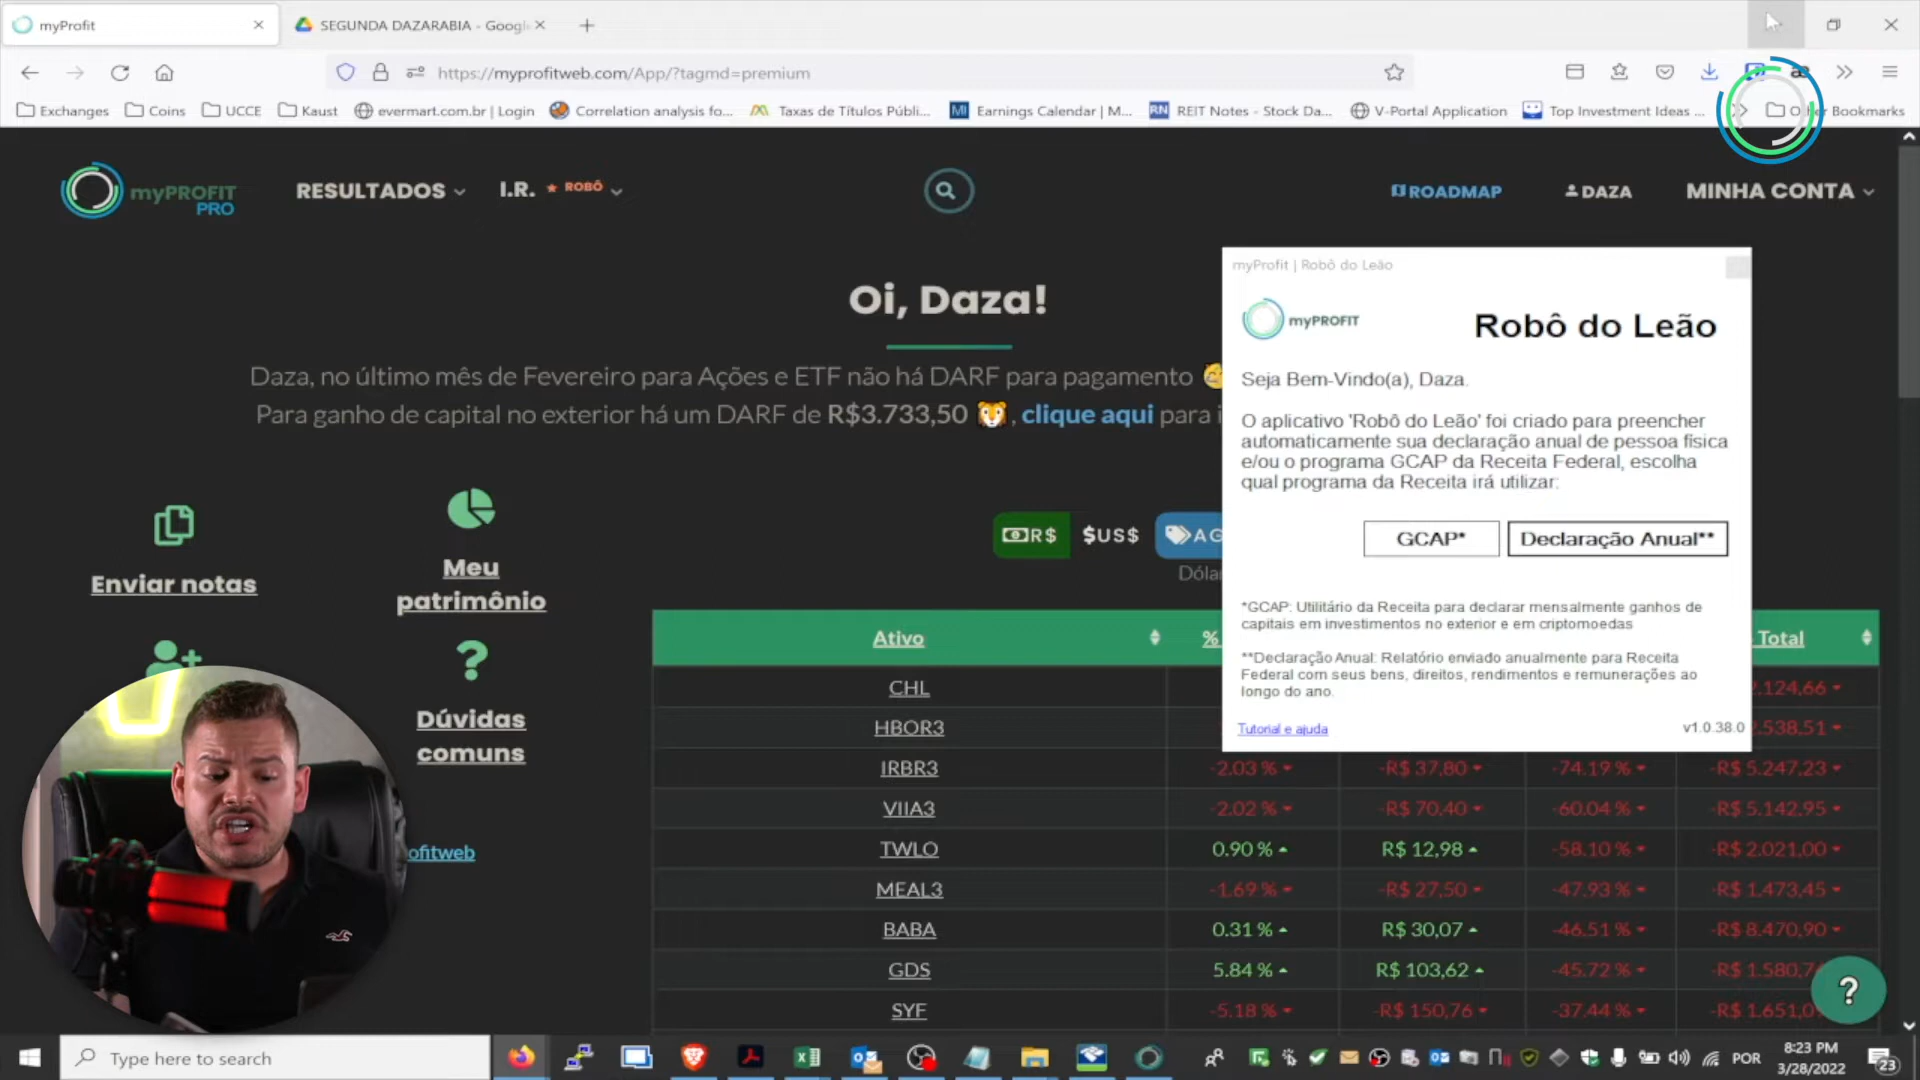 myProfit
SEGUNDA DAZARABIA - Googl
https://myprofitweb.com/App/?tagmd=premium
Exchanges
Coins
UCCE
Kaust
evermart.com.br | Login
Correlation analysis fo...
Taxas de Títulos Públi...
Earnings Calendar | M...
REIT Notes - Stock Da...
V-Portal Application
Top Investment Ideas ...
Bookmarks
myPROFIT
PRO
RESULTADOS
I.R.
ROBÔ
ROADMAP
DAZA
MINHA CONTA
Oi, Daza!
Daza, no último mês de Fevereiro para Ações e ETF não há DARF para pagamento
Para ganho de capital no exterior há um DARF de R$3.733,50 , clique aqui para i
Enviar notas
Meu
patrimônio
Dúvidas
comuns
ofitweb
R$
$US$
AG
Dólar
myProfit | Robô do Leão
myPROFIT
Robô do Leão
Seja Bem-Vindo(a), Daza.
O aplicativo 'Robô do Leão' foi criado para preencher
automaticamente sua declaração anual de pessoa física
e/ou o programa GCAP da Receita Federal, escolha
qual programa da Receita irá utilizar:
GCAP*
Declaração Anual**
*GCAP: Utilitário da Receita para declarar mensalmente ganhos de
capitais em investimentos no exterior e em criptomoedas
**Declaração Anual: Relatório enviado anualmente para Receita
Federal com seus bens, direitos, rendimentos e remunerações ao
longo do ano.
Tutorial e ajuda
v1.0.38.0
Ativo
%
Total
CHL
.124,66
HBOR3
.538,51
IRBR3 -2.03 % -R$ 37,80 -74.19 % -R$ 5.247,23
VIIA3 -2.02 % -R$ 70,40 -60.04 % -R$ 5.142,95
TWLO 0.90 % R$ 12,98 -58.10 % -R$ 2.021,00
MEAL3 -1.69 % -R$ 27,50 -47.93 % -R$ 1.473,45
BABA 0.31 % R$ 30,07 -46.51 % -R$ 8.470,90
GDS 5.84 % R$ 103,62 -45.72 % -R$ 1.580,7
SYF -5.18 % -R$ 150,76 -37.44 % -R$ 1.651,0
?
Type here to search
POR
8:23 PM
3/28/2022
23